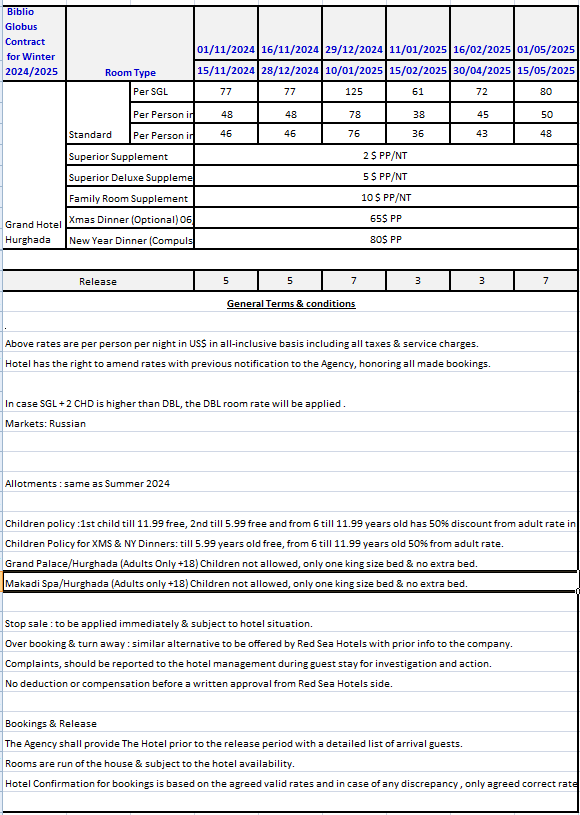 Biblio
Globus
Contract
for Winter
2024/2025
Room Type
01/11/2024 16/11/2024 29/12/2024 11/01/2025 16/02/2025 01/05/2025
15/11/2024 28/12/2024 10/01/2025 15/02/2025 30/04/2025 15/05/2025
Per SGL 77 77 125 61 72 80
Per Person in 48 48 78 38 45 50
Standard Per Person in 46 46 76 36 43 48
Superior Supplement 2 $ PP/NT
Superior Deluxe Suppleme 5 $ PP/NT
Family Room Supplement 10 $ PP/NT
Grand Hotel
Hurghada
Xmas Dinner (Optional) 06 65$ PP
New Year Dinner (Compuls 80$ PP
Release 5 5 7 3 3 7
General Terms & conditions
.
Above rates are per person per night in US$ in all-inclusive basis including all taxes & service charges.
Hotel has the right to amend rates with previous notification to the Agency, honoring all made bookings.
In case SGL + 2 CHD is higher than DBL, the DBL room rate will be applied .
Markets: Russian
Allotments : same as Summer 2024
Children policy :1st child till 11.99 free, 2nd till 5.99 free and from 6 till 11.99 years old has 50% discount from adult rate in
Children Policy for XMS & NY Dinners: till 5.99 years old free, from 6 till 11.99 years old 50% from adult rate.
Grand Palace/Hurghada (Adults Only +18) Children not allowed, only one king size bed & no extra bed.
Makadi Spa/Hurghada (Adults only +18) Children not allowed, only one king size bed & no extra bed.
Stop sale : to be applied immediately & subject to hotel situation.
Over booking & turn away : similar alternative to be offered by Red Sea Hotels with prior info to the company.
Complaints, should be reported to the hotel management during guest stay for investigation and action.
No deduction or compensation before a written approval from Red Sea Hotels side.
Bookings & Release
The Agency shall provide The Hotel prior to the release period with a detailed list of arrival guests.
Rooms are run of the house & subject to the hotel availability.
Hotel Confirmation for bookings is based on the agreed valid rates and in case of any discrepancy , only agreed correct rate